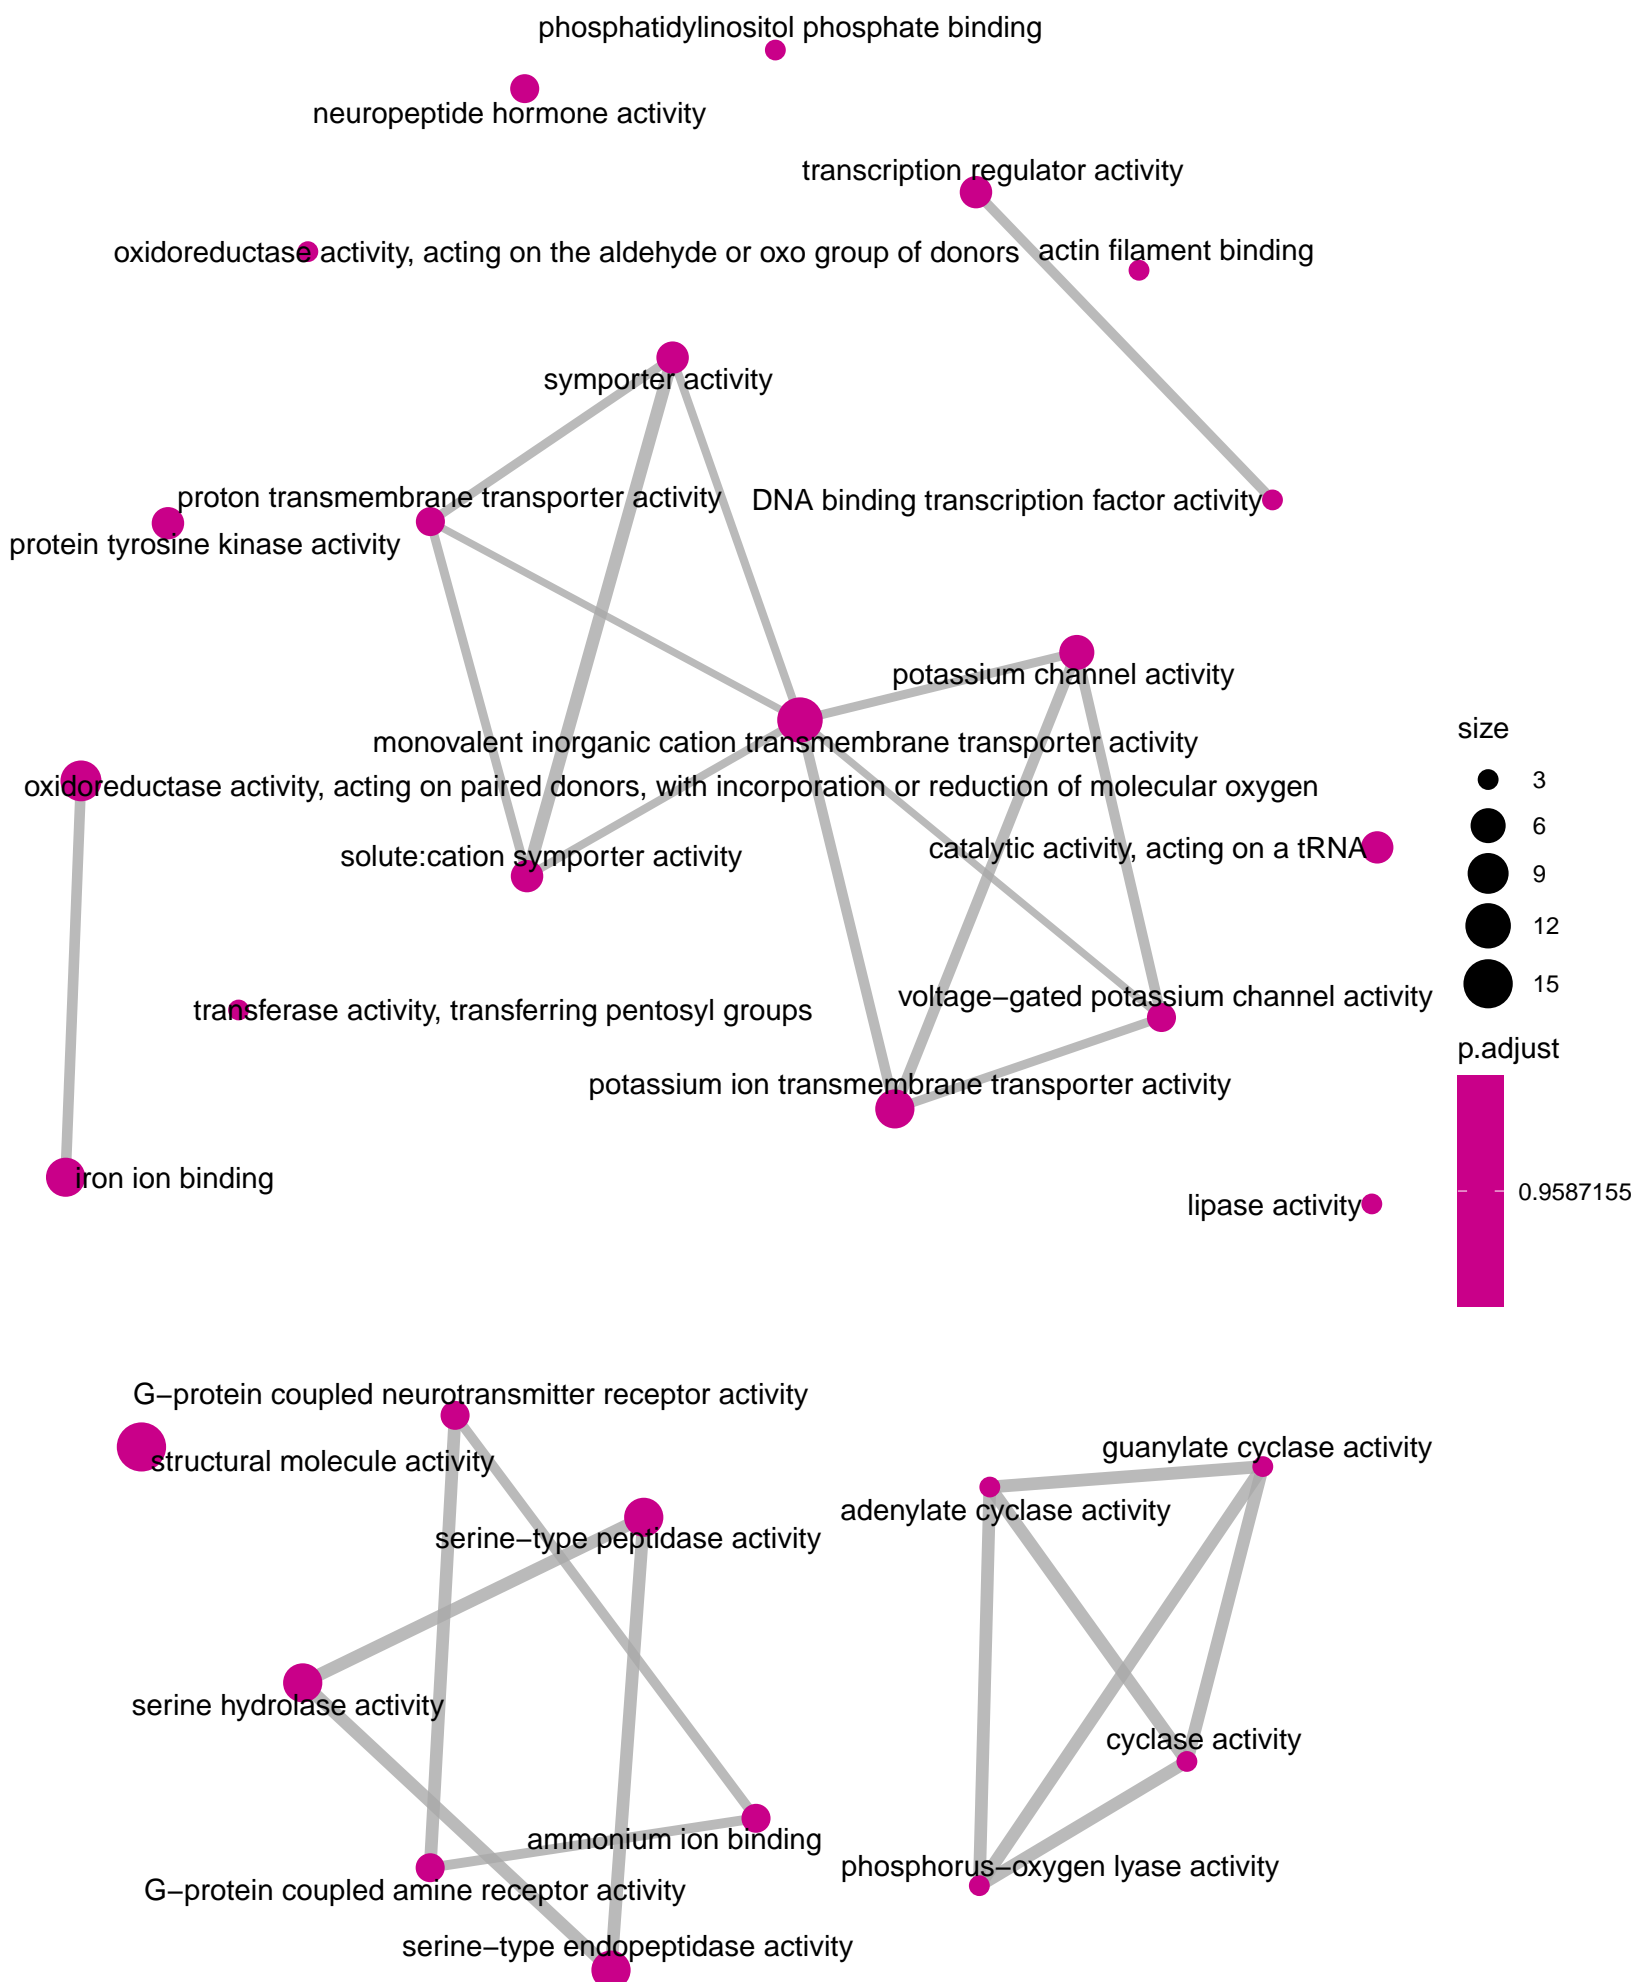 phosphatidylinositol phosphate binding
neuropeptide hormone activity
transcription regulator activity
oxidoreductase activity, acting on the aldehyde or oxo group of donors
actin filament binding
symporter activity
proton transmembrane transporter activity
DNA binding transcription factor activity
protein tyrosine kinase activity
potassium channel activity
monovalent inorganic cation transmembrane transporter activity
oxidoreductase activity, acting on paired donors, with incorporation or reduction of molecular oxygen
solute:cation symporter activity
catalytic activity, acting on a tRNA
voltage−gated potassium channel activity
transferase activity, transferring pentosyl groups
potassium ion transmembrane transporter activity
iron ion binding
lipase activity
size
3
6
9
12
15
p.adjust
0.9587155
G−protein coupled neurotransmitter receptor activity
structural molecule activity
guanylate cyclase activity
adenylate cyclase activity
serine−type peptidase activity
serine hydrolase activity
cyclase activity
ammonium ion binding
phosphorus−oxygen lyase activity
G−protein coupled amine receptor activity
serine−type endopeptidase activity